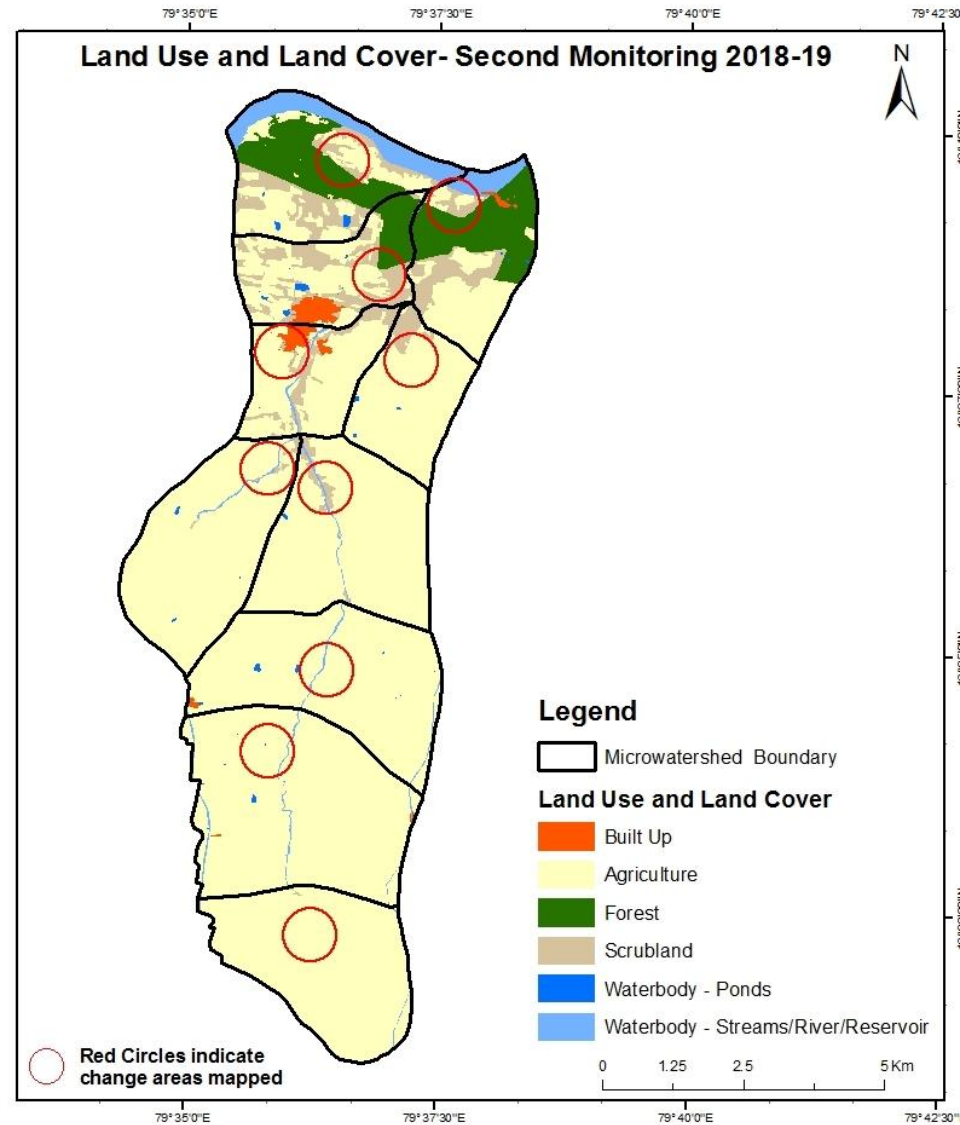 79°35'0"E 79°37'30"E 79°40'0"E 79°42'30"E
Land Use and Land Cover- Second Monitoring 2018-19
N
Legend
Microwatershed Boundary
Land Use and Land Cover
Built Up
Agriculture
Forest
Scrubland
Waterbody - Ponds
Waterbody - Streams/River/Reservoir
0 1.25 2.5 5 Km
Red Circles indicate
change areas mapped
79°35'0"E 79°37'30"E 79°40'0"E 79°42'30"E